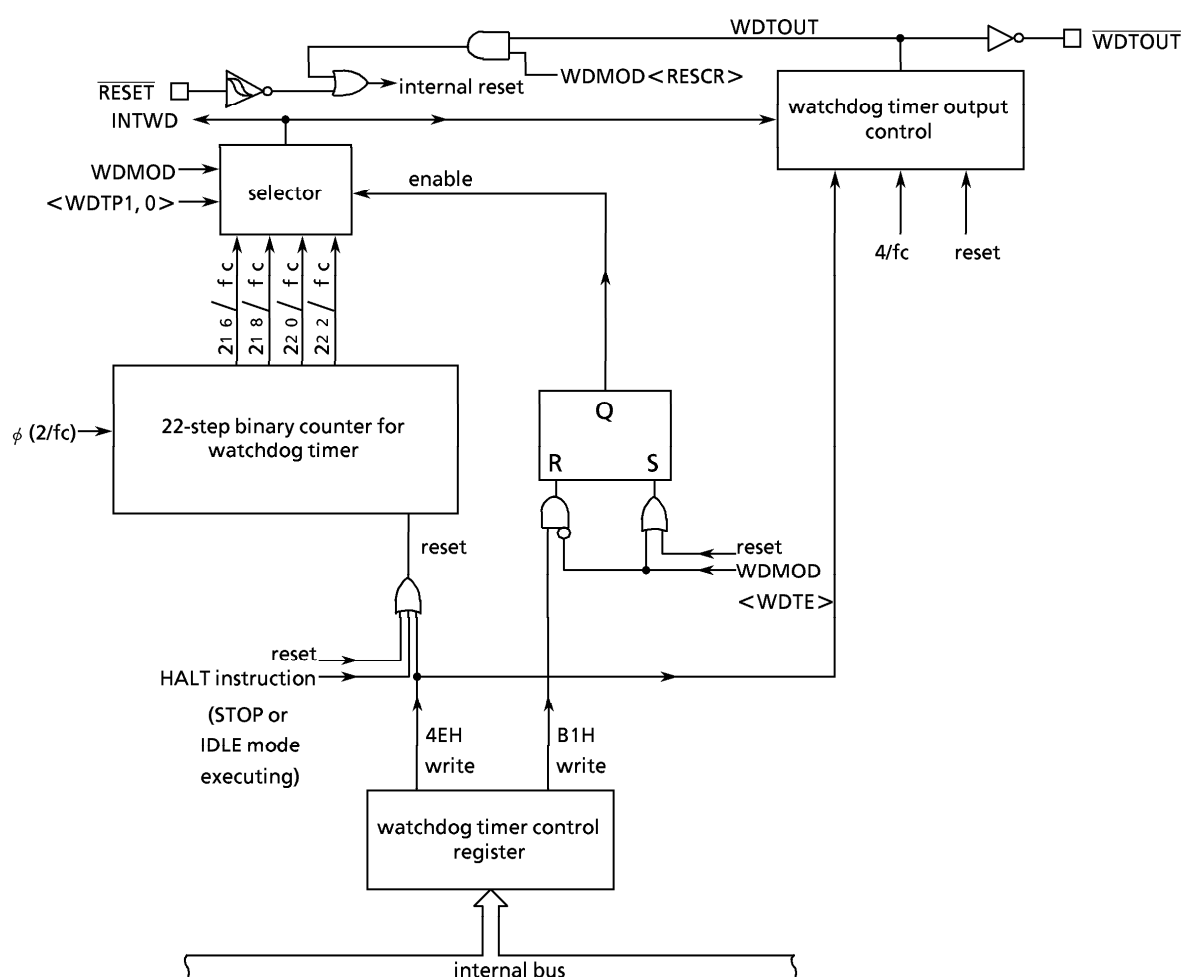 WDTOUT
WDTOUT
WDMOD<RESCR>
RESET
internal reset
INTWD
watchdog timer output
control
WDMOD
<WDTP1, 0>
selector
enable
4/fc
reset
216/fc
218/fc
220/fc
222/fc
ϕ (2/fc)
22-step binary counter for
watchdog timer
Q
R
S
reset
reset
WDMOD
<WDTE>
reset
HALT instruction
(STOP or
IDLE mode
executing)
4EH
write
B1H
write
watchdog timer control
register
internal bus